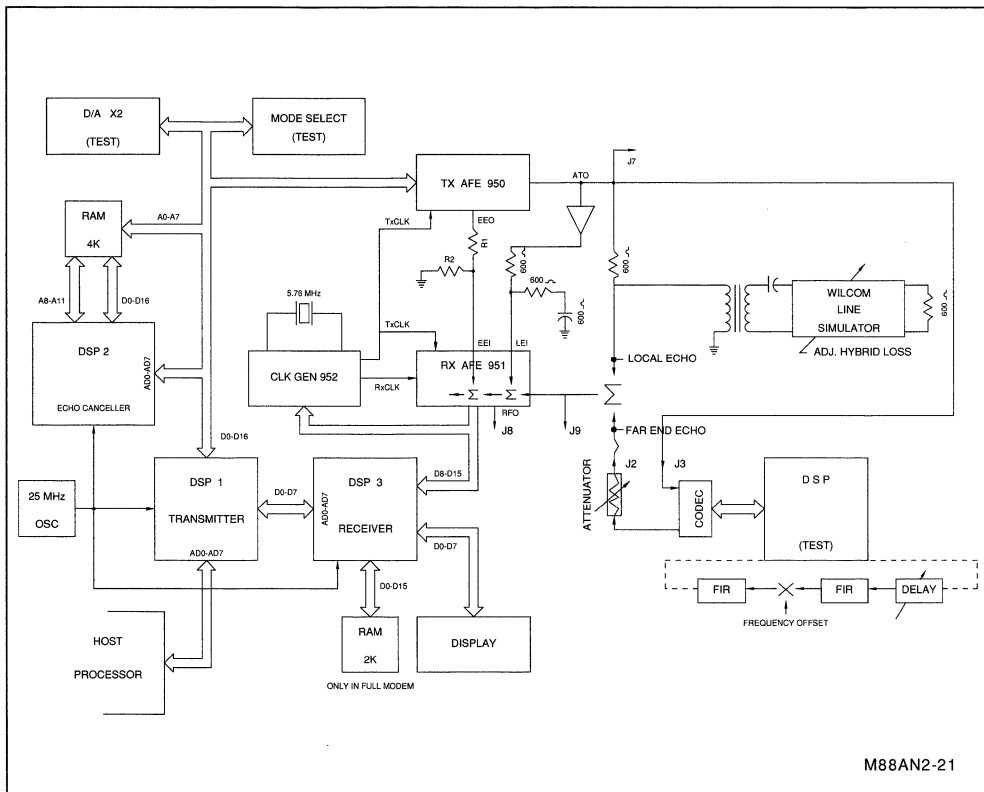 D/A X2
(TEST)
MODE SELECT
(TEST)
J7
TX AFE 950
ATO
RAM
4K
A0-A7
TxCLK
EEO
R1
R2
600 ⏦
600 ⏦
600 ⏦
600 ⏦
A8-A11
D0-D16
5.76 MHz
WILCOM
LINE
SIMULATOR
600 ⏦
ADJ. HYBRID LOSS
DSP 2
ECHO CANCELLER
AD0-AD7
TxCLK
EEI
LEI
CLK GEN 952
RxCLK
RX AFE 951
Σ
Σ
RFO
J8
J9
LOCAL ECHO
Σ
FAR END ECHO
D0-D16
D8-D15
25 MHz
OSC
DSP 1
TRANSMITTER
AD0-AD7
D0-D7
AD0-AD7
DSP 3
RECEIVER
D0-D7
ATTENUATOR
J2
J3
CODEC
D S P
(TEST)
D0-D15
FIR
FIR
DELAY
FREQUENCY OFFSET
HOST
PROCESSOR
RAM
2K
ONLY IN FULL MODEM
DISPLAY
M88AN2-21